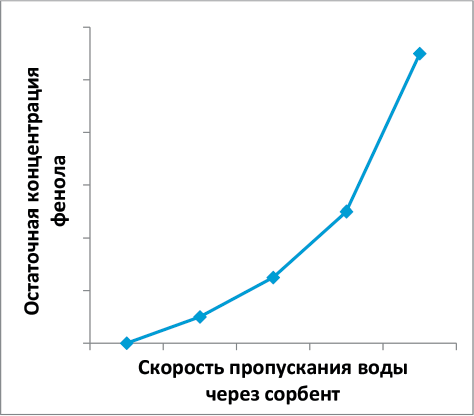 Остаточная концентрация
фенола
Скорость пропускания воды
через сорбент